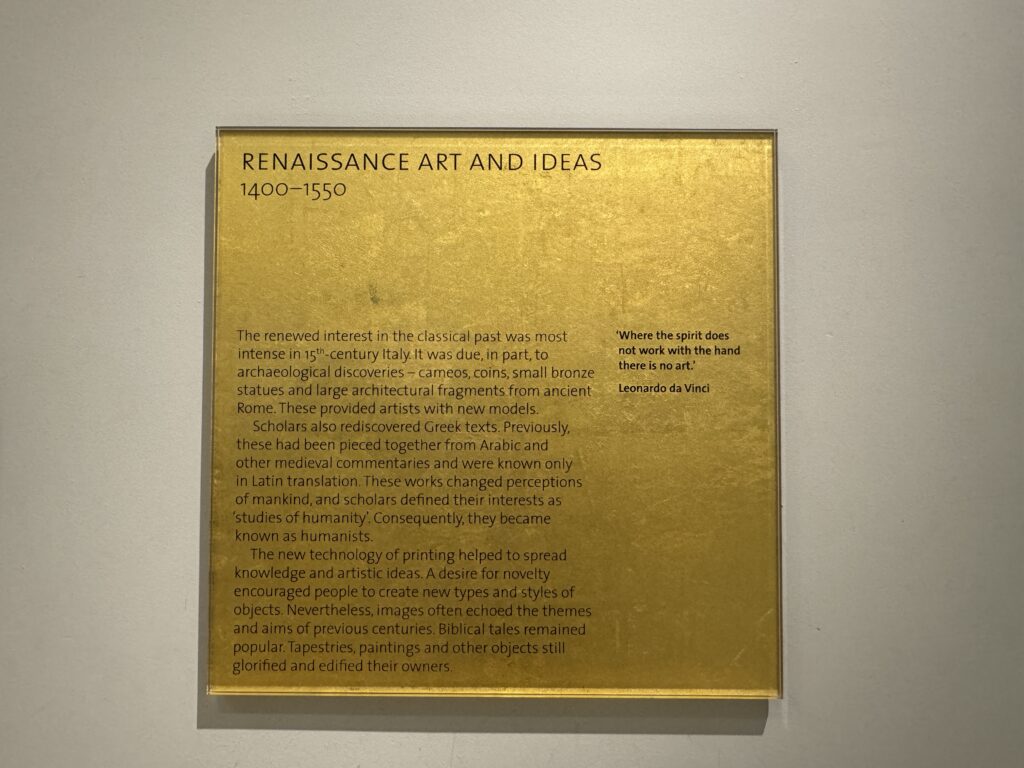 RENAISSANCE ART AND IDEAS
1400–1550
The renewed interest in the classical past was most
intense in 15th-century Italy. It was due, in part, to
archaeological discoveries – cameos, coins, small bronze
statues and large architectural fragments from ancient
Rome. These provided artists with new models.
Scholars also rediscovered Greek texts. Previously,
these had been pieced together from Arabic and
other medieval commentaries and were known only
in Latin translation. These works changed perceptions
of mankind, and scholars defined their interests as
‘studies of humanity’. Consequently, they became
known as humanists.
The new technology of printing helped to spread
knowledge and artistic ideas. A desire for novelty
encouraged people to create new types and styles of
objects. Nevertheless, images often echoed the themes
and aims of previous centuries. Biblical tales remained
popular. Tapestries, paintings and other objects still
glorified and edified their owners.
‘Where the spirit does
not work with the hand
there is no art.’
Leonardo da Vinci